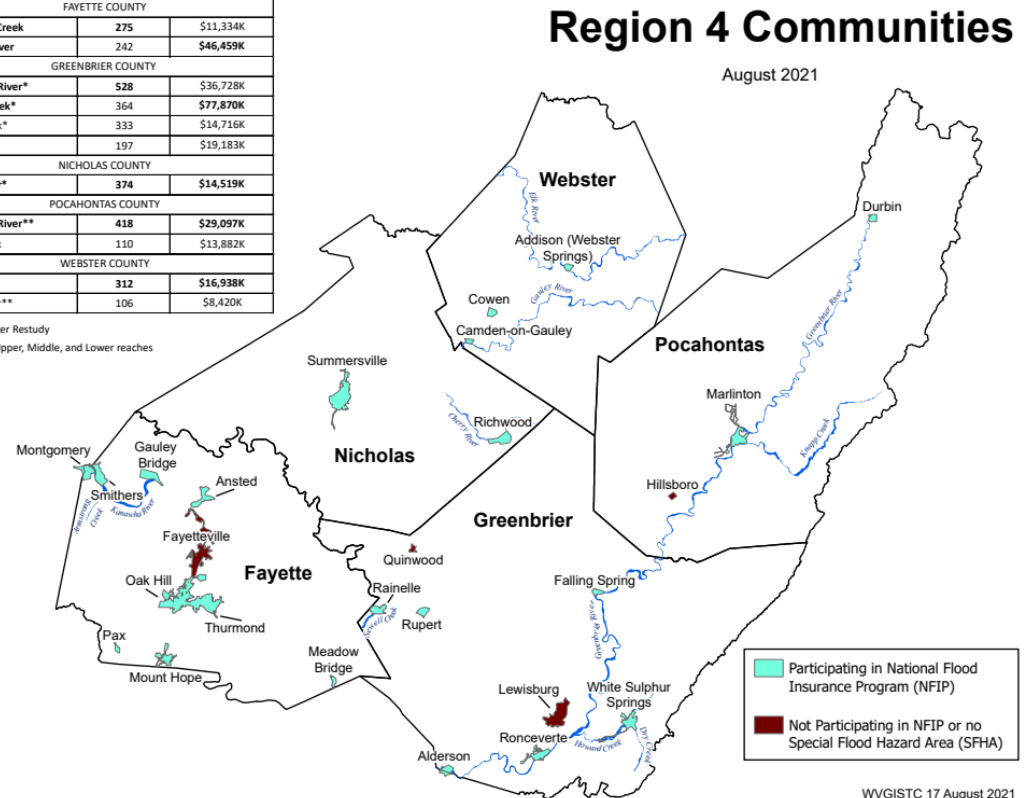 Region 4 Communities
August 2021
FAYETTE COUNTY
Creek 275 $11,334K
242 $46,459K
GREENBRIER COUNTY
River* 528 $36,728K
364 $77,870K
333 $14,716K
197 $19,183K
NICHOLAS COUNTY
374 $14,519K
POCAHONTAS COUNTY
River** 418 $29,097K
110 $13,882K
WEBSTER COUNTY
312 $16,938K
** 106 $8,420K
Restudy
Upper, Middle, and Lower reaches
Webster
Elk River
Addison (Webster
Springs)
Cowen
Gauley River
Camden-on-Gauley
Durbin
Greenbrier River
Pocahontas
Marlinton
Knapp Creek
Hillsboro
Summersville
Richwood
Cherry River
Nicholas
Montgomery
Gauley
Bridge
Smithers
Armstrong
Creek
Kanawha River
Ansted
Fayetteville
Fayette
Oak Hill
Thurmond
Pax
Mount Hope
Meadow
Bridge
Greenbrier
Quinwood
Rainelle
Sewell Creek
Rupert
Falling Spring
Greenbrier River
Lewisburg
White Sulphur
Springs
Ronceverte
Howard Creek
Dry Creek
Alderson
Participating in National Flood
Insurance Program (NFIP)
Not Participating in NFIP or no
Special Flood Hazard Area (SFHA)
WVGISTC 17 August 2021